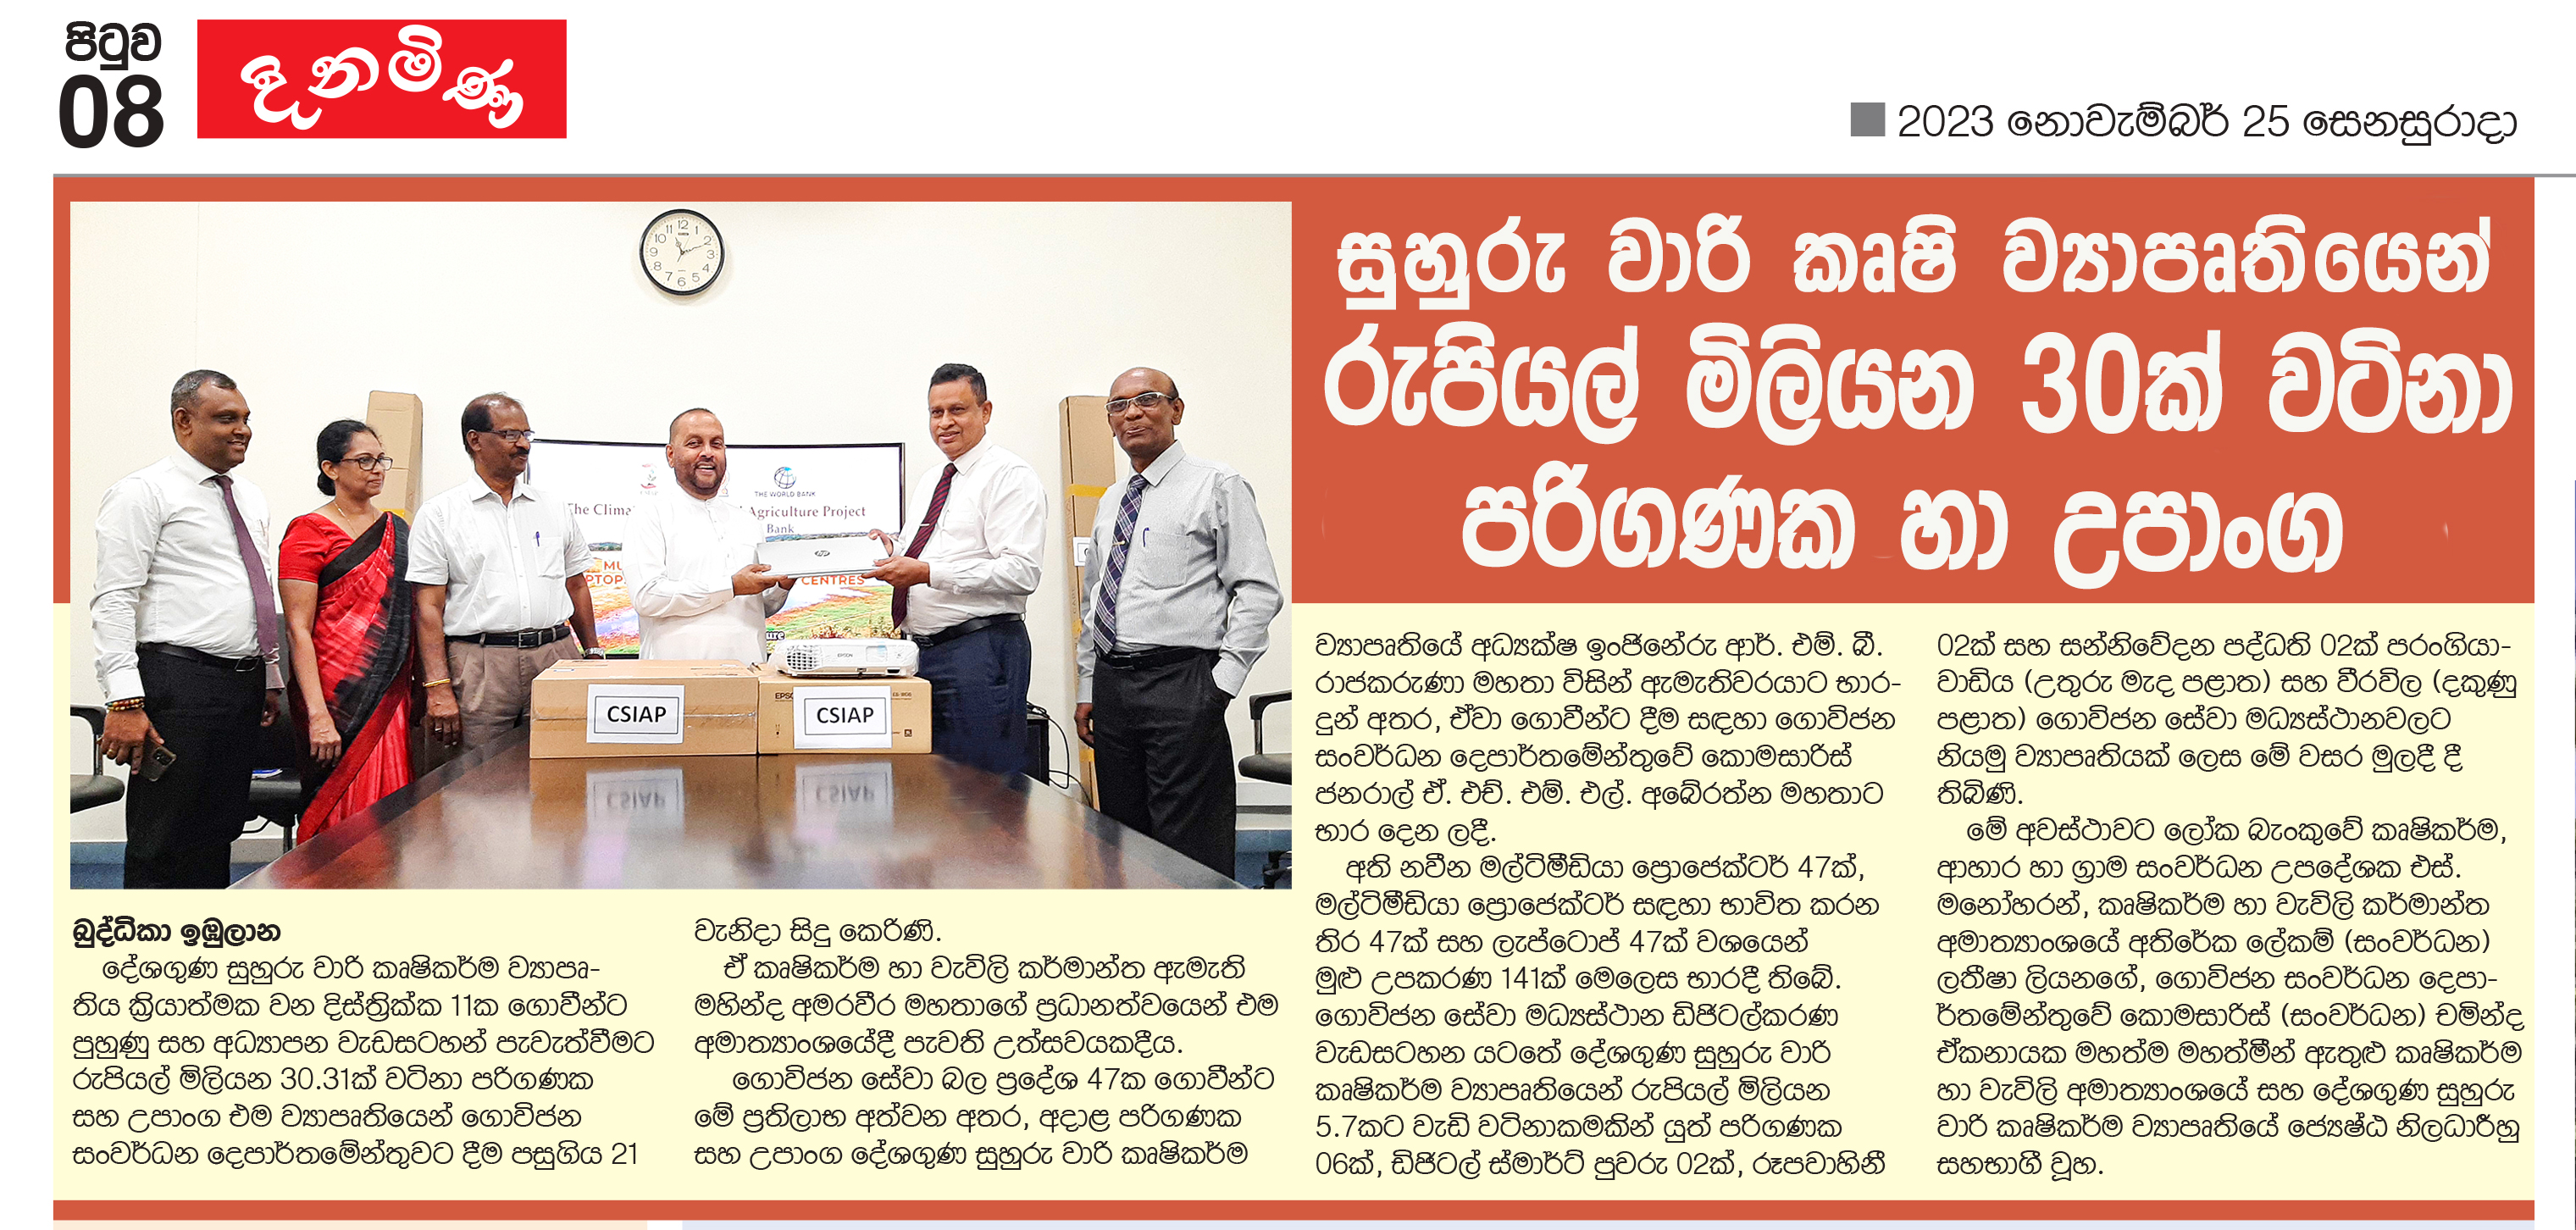 පිටුව
08
දිනමිණ
2023 නොවැම්බර් 25 සෙනසුරාදා
සුහුරු වාරි කෘෂි ව්‍යාපෘතියෙන්
රුපියල් මිලියන 30ක් වටිනා
පරිගණක හා උපාංග
THE WORLD BANK
The Clima
Agriculture Project
Bank
MU
PTOP
CENTRES
ure
hp
EPSON
EPSO
CSIAP
CSIAP
බුද්ධිකා ඉඹුලාන
දේශගුණ සුහුරු වාරි කෘෂිකර්ම ව්‍යාපෘ-
තිය ක්‍රියාත්මක වන දිස්ත්‍රික්ක 11ක ගොවීන්ට
පුහුණු සහ අධ්‍යාපන වැඩසටහන් පැවැත්වීමට
රුපියල් මිලියන 30.31ක් වටිනා පරිගණක
සහ උපාංග එම ව්‍යාපෘතියෙන් ගොවිජන
සංවර්ධන දෙපාර්තමේන්තුවට දීම පසුගිය 21
වැනිදා සිදු කෙරිණි.
ඒ කෘෂිකර්ම හා වැවිලි කර්මාන්ත ඇමැති
මහින්ද අමරවීර මහතාගේ ප්‍රධානත්වයෙන් එම
අමාත්‍යාංශයේදී පැවති උත්සවයකදීය.
ගොවිජන සේවා බල ප්‍රදේශ 47ක ගොවීන්ට
මේ ප්‍රතිලාභ අත්වන අතර, අදාළ පරිගණක
සහ උපාංග දේශගුණ සුහුරු වාරි කෘෂිකර්ම
ව්‍යාපෘතියේ අධ්‍යක්ෂ ඉංජිනේරු ආර්. එම්. බී.
රාජකරුණා මහතා විසින් ඇමැතිවරයාට භාර-
දුන් අතර, ඒවා ගොවීන්ට දීම සඳහා ගොවිජන
සංවර්ධන දෙපාර්තමේන්තුවේ කොමසාරිස්
ජනරාල් ඒ. එච්. එම්. එල්. අබේරත්න මහතාට
භාර දෙන ලදී.
අති නවීන මල්ටිමීඩියා ප්‍රොජෙක්ටර් 47ක්,
මල්ටිමීඩියා ප්‍රොජෙක්ටර් සඳහා භාවිත කරන
තිර 47ක් සහ ලැප්ටොප් 47ක් වශයෙන්
මුළු උපකරණ 141ක් මෙලෙස භාරදී තිබේ.
ගොවිජන සේවා මධ්‍යස්ථාන ඩිජිටල්කරණ
වැඩසටහන යටතේ දේශගුණ සුහුරු වාරි
කෘෂිකර්ම ව්‍යාපෘතියෙන් රුපියල් මිලියන
5.7කට වැඩි වටිනාකමකින් යුත් පරිගණක
06ක්, ඩිජිටල් ස්මාර්ට් පුවරු 02ක්, රූපවාහිනී
02ක් සහ සන්නිවේදන පද්ධති 02ක් පරංගියා-
වාඩිය (උතුරු මැද පළාත) සහ වීරවිල (දකුණු
පළාත) ගොවිජන සේවා මධ්‍යස්ථානවලට
නියමු ව්‍යාපෘතියක් ලෙස මේ වසර මුලදී දී
තිබිණි.
මේ අවස්ථාවට ලෝක බැංකුවේ කෘෂිකර්ම,
ආහාර හා ග්‍රාම සංවර්ධන උපදේශක එස්.
මනෝහරන්, කෘෂිකර්ම හා වැවිලි කර්මාන්ත
අමාත්‍යාංශයේ අතිරේක ලේකම් (සංවර්ධන)
ලතීෂා ලියනගේ, ගොවිජන සංවර්ධන දෙපා-
ර්තමේන්තුවේ කොමසාරිස් (සංවර්ධන) චමින්ද
ඒකනායක මහත්ම මහත්මීන් ඇතුළු කෘෂිකර්ම
හා වැවිලි අමාත්‍යාංශයේ සහ දේශගුණ සුහුරු
වාරි කෘෂිකර්ම ව්‍යාපෘතියේ ජ්‍යෙෂ්ඨ නිලධාරීහු
සහභාගී වූහ.